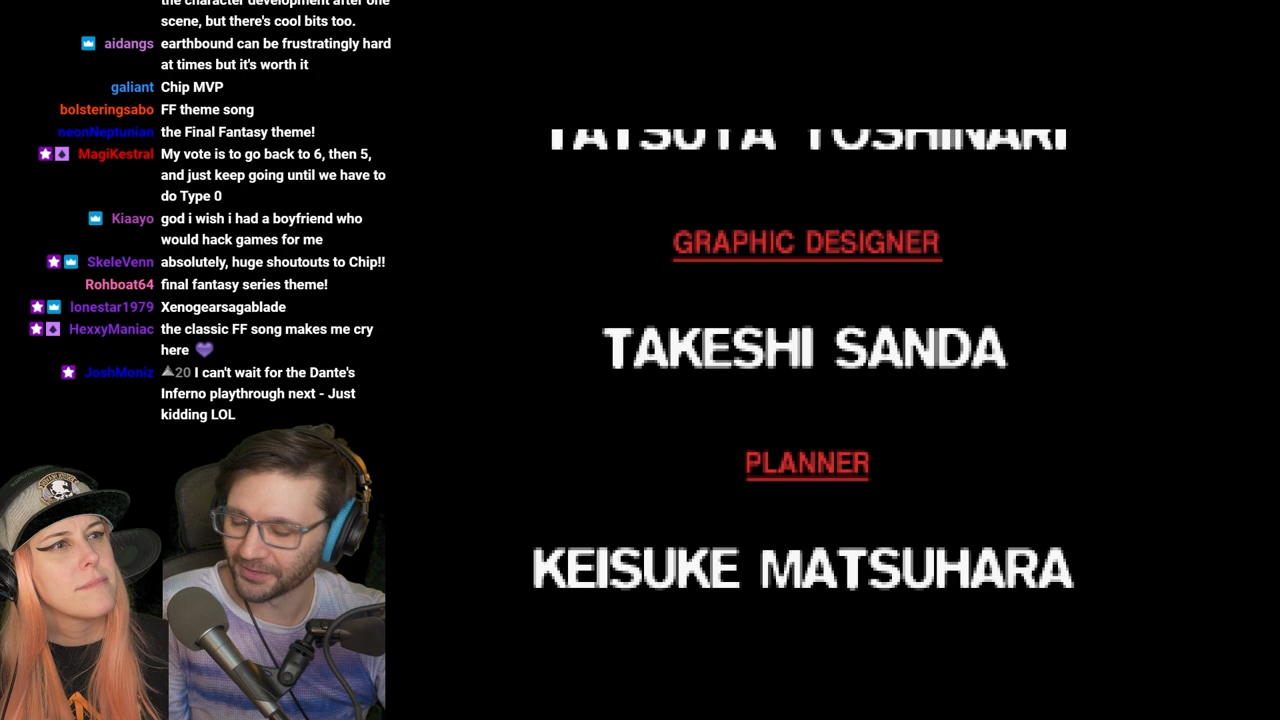 the character development after one
scene, but there's cool bits too.
aidangs earthbound can be frustratingly hard
at times but it's worth it
galiant Chip MVP
bolsteringsabo FF theme song
neonNeptunian the Final Fantasy theme!
MagiKestral My vote is to go back to 6, then 5,
and just keep going until we have to
do Type 0
Kiaayo god i wish i had a boyfriend who
would hack games for me
SkeleVenn absolutely, huge shoutouts to Chip!!
Rohboat64 final fantasy series theme!
lonestar1979 Xenogearsagablade
HexxyManiac the classic FF song makes me cry
here 💜
JoshMoniz 20 I can't wait for the Dante's
Inferno playthrough next - Just
kidding LOL
TATSUYA YOSHINARI
GRAPHIC DESIGNER
TAKESHI SANDA
PLANNER
KEISUKE MATSUHARA